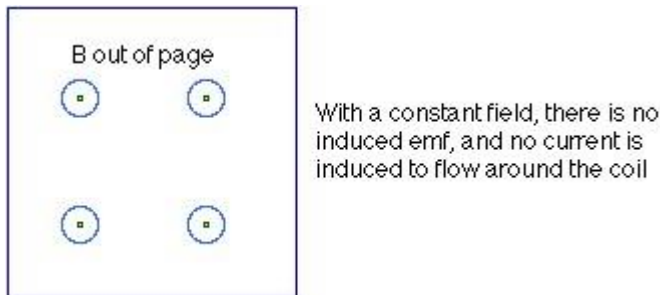 B out of page
With a constant field, there is no
induced emf, and no current is
induced to flow around the coil